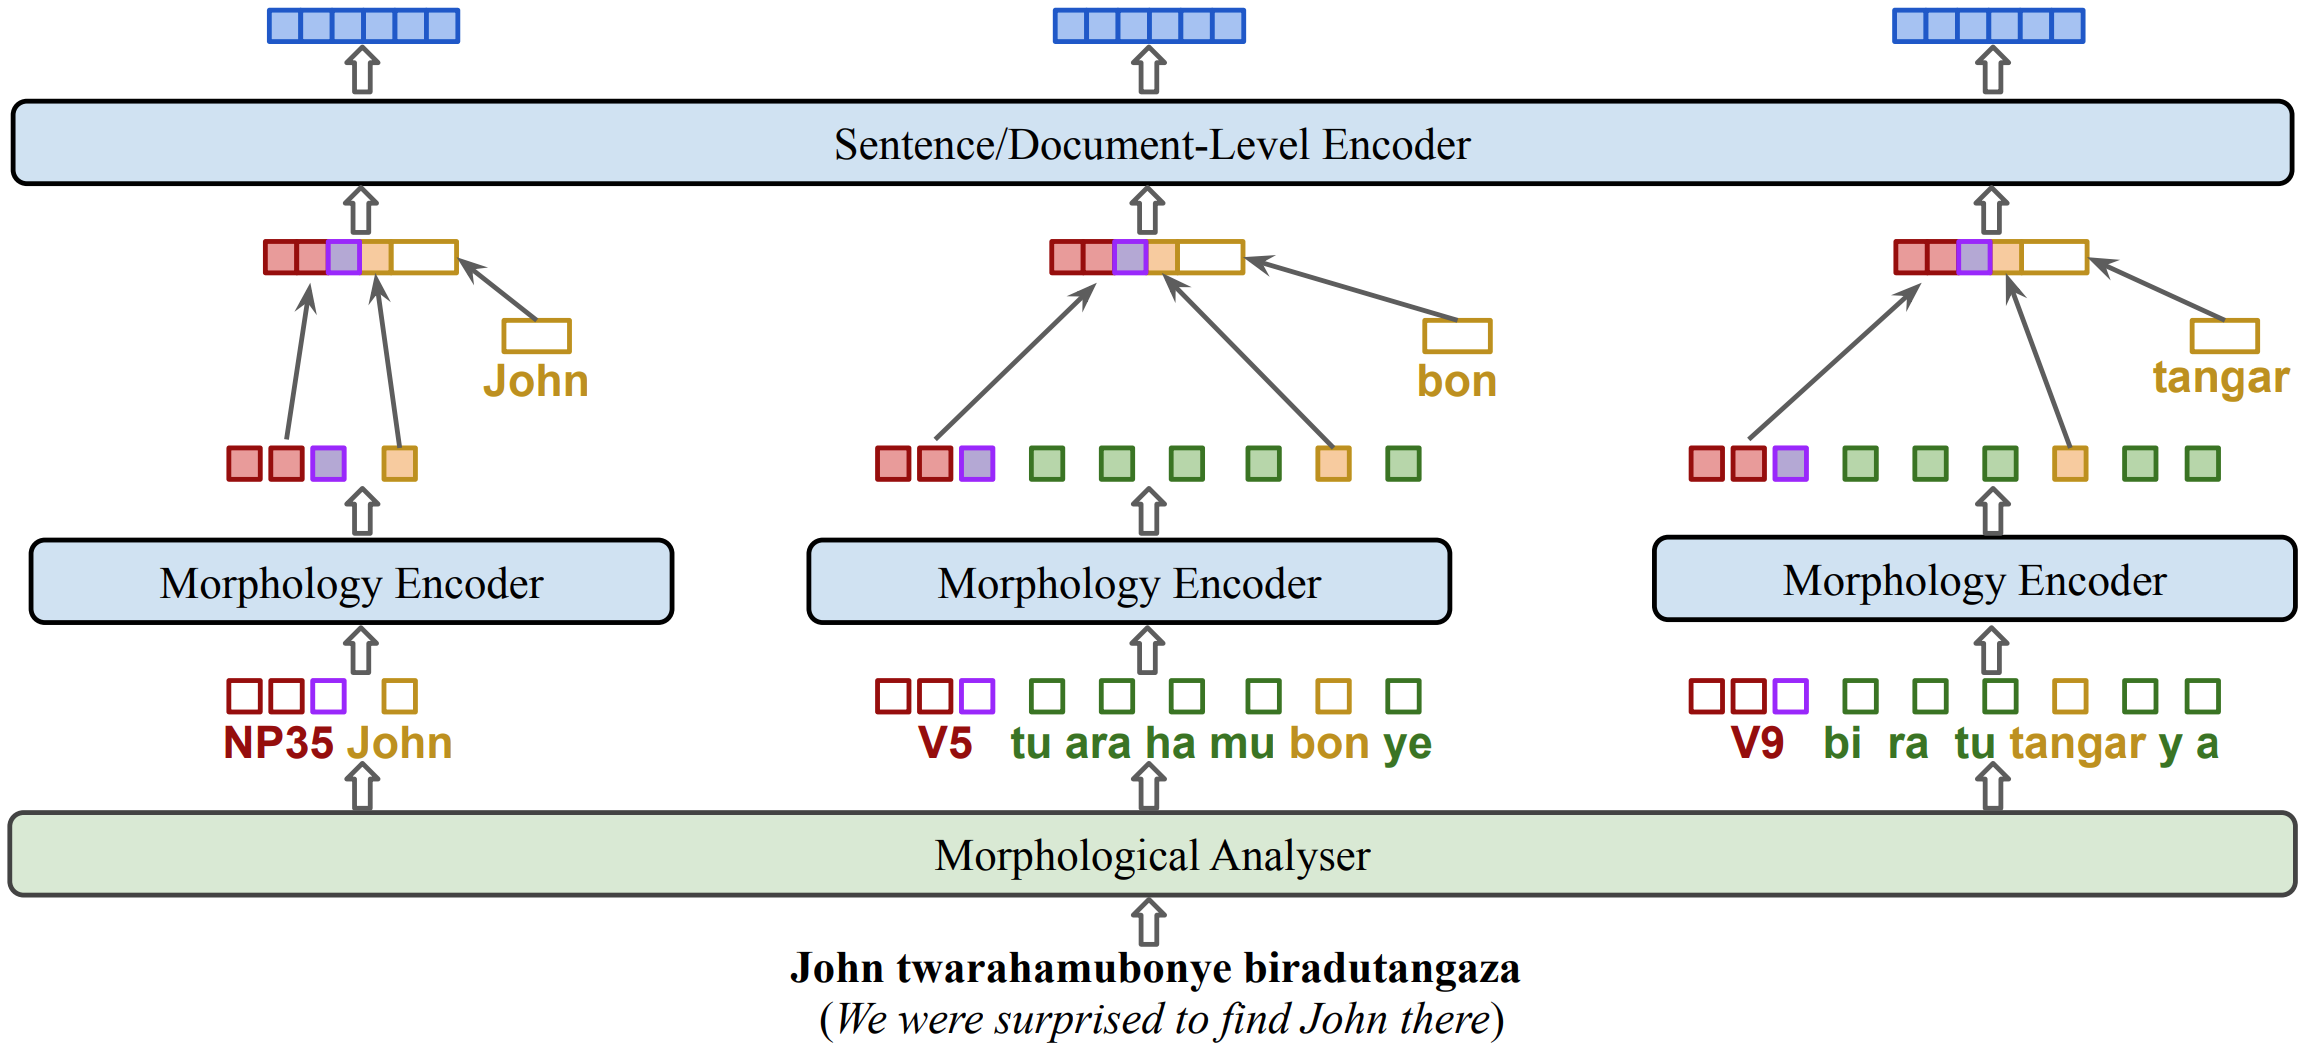 Sentence/Document-Level Encoder
John
bon
tangar
Morphology Encoder
Morphology Encoder
Morphology Encoder
NP35 John
V5 tu ara ha mu bon ye
V9 bi ra tu tangar y a
Morphological Analyser
John twarahamubonye biradutangaza
(We were surprised to find John there)